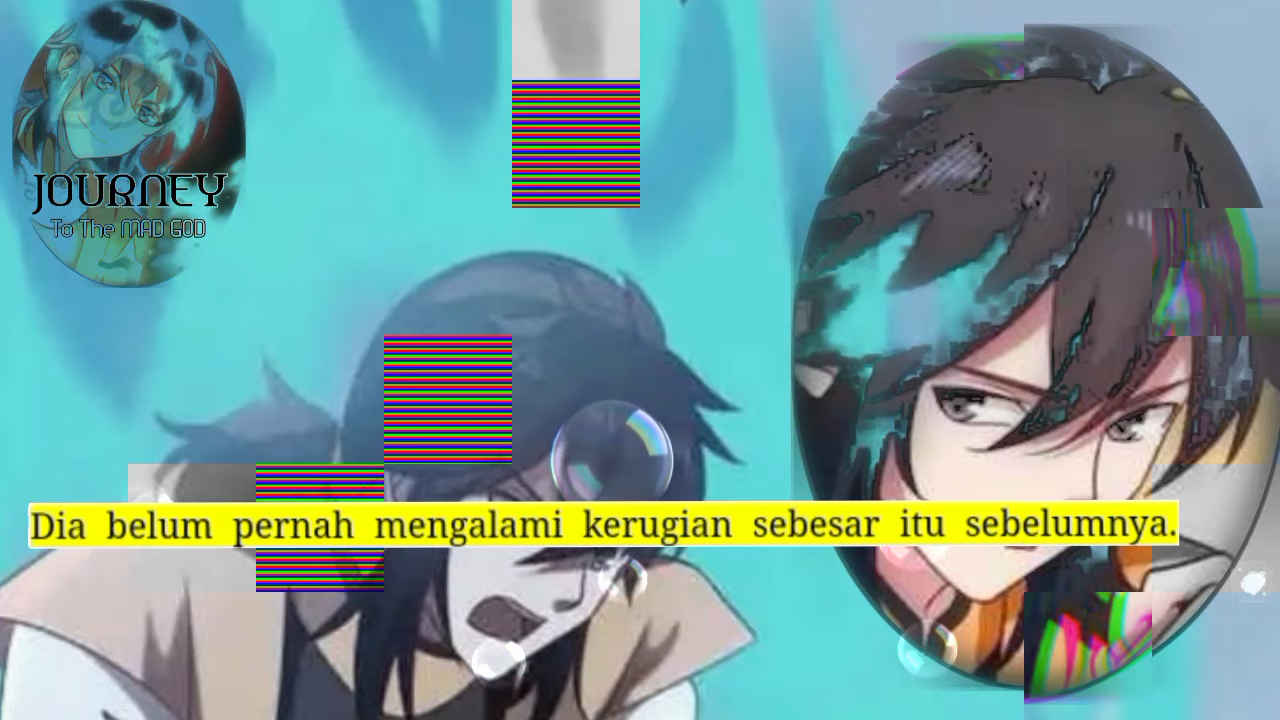 JOURNEY
To The MAD GOD
Dia belum pernah mengalami kerugian sebesar itu sebelumnya.